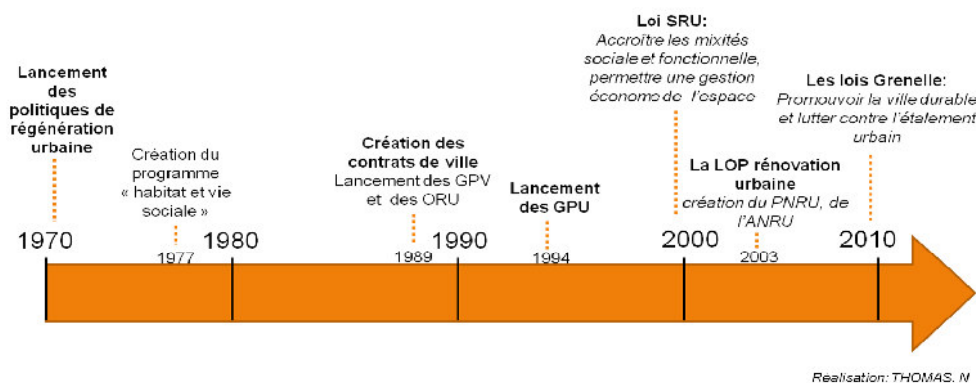 Lancement
des
politiques de
régénération
urbaine
Création du
programme
« habitat et vie
sociale »
Création des
contrats de ville
Lancement des GPV
et des ORU
Lancement
des GPU
Loi SRU:
Accroître les mixités
sociale et fonctionnelle,
permettre une gestion
économe de l'espace
La LOP rénovation
urbaine
création du PNRU, de
l'ANRU
Les lois Grenelle:
Promouvoir la ville durable
et lutter contre l'étalement
urbain
1970
1977
1980
1989
1990
1994
2000
2003
2010
Réalisation: THOMAS. N